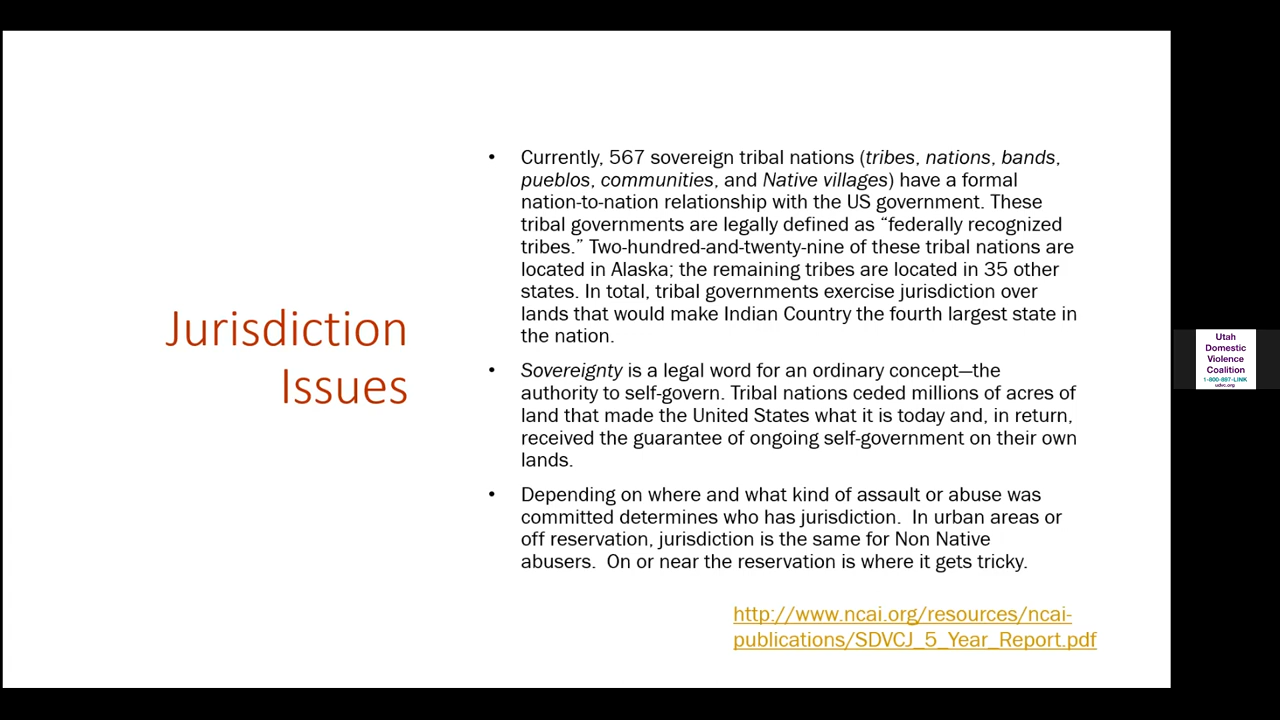 Jurisdiction
Issues
• Currently, 567 sovereign tribal nations (tribes, nations, bands,
pueblos, communities, and Native villages) have a formal
nation-to-nation relationship with the US government. These
tribal governments are legally defined as “federally recognized
tribes.” Two-hundred-and-twenty-nine of these tribal nations are
located in Alaska; the remaining tribes are located in 35 other
states. In total, tribal governments exercise jurisdiction over
lands that would make Indian Country the fourth largest state in
the nation.
• Sovereignty is a legal word for an ordinary concept—the
authority to self-govern. Tribal nations ceded millions of acres of
land that made the United States what it is today and, in return,
received the guarantee of ongoing self-government on their own
lands.
• Depending on where and what kind of assault or abuse was
committed determines who has jurisdiction.  In urban areas or
off reservation, jurisdiction is the same for Non Native
abusers.  On or near the reservation is where it gets tricky.
http://www.ncai.org/resources/ncai-
publications/SDVCJ_5_Year_Report.pdf
Utah
Domestic
Violence
Coalition
1-800-897-LINK
udvc.org